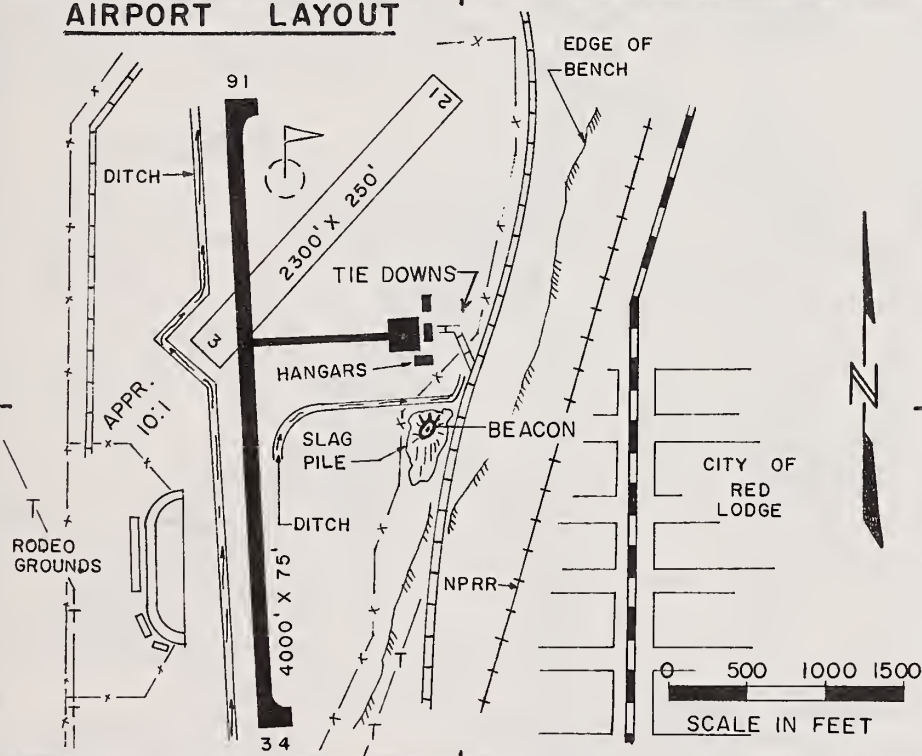 AIRPORT LAYOUT
EDGE OF
BENCH
16
21
DITCH
2300' X 250'
TIE DOWNS
3
HANGARS
APPR.
10:1
SLAG
PILE
BEACON
CITY OF
RED
LODGE
N
T
DITCH
RODEO
GROUNDS
4000' X 75'
NPRR
T
T
T
T
0 500 1000 1500
SCALE IN FEET
34